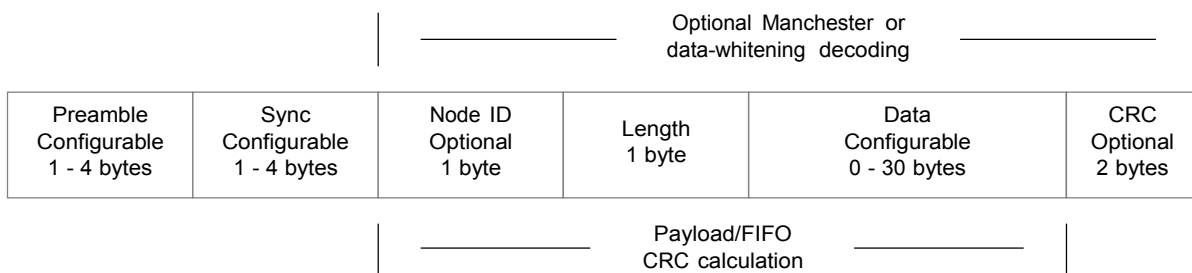 Optional Manchester or
data-whitening decoding
Preamble
Configurable
1 - 4 bytes
Sync
Configurable
1 - 4 bytes
Node ID
Optional
1 byte
Length
1 byte
Data
Configurable
0 - 30 bytes
CRC
Optional
2 bytes
Payload/FIFO
CRC calculation